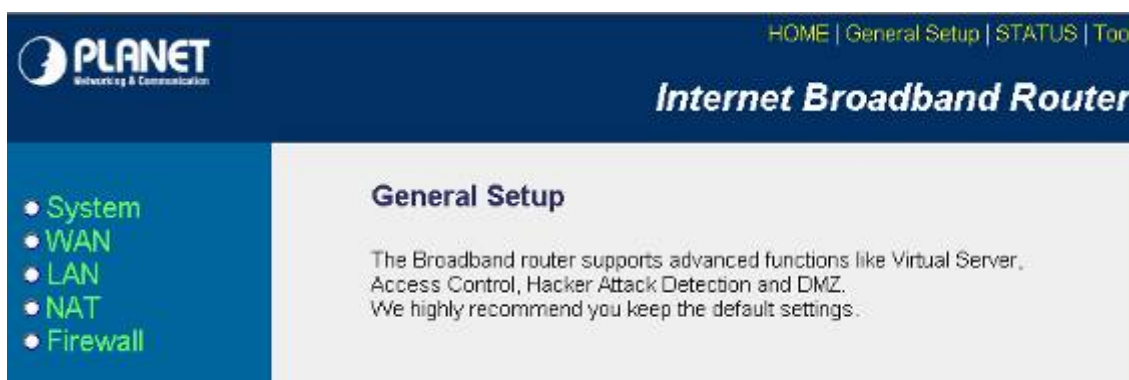 PLANET
Networking & Communication
HOME | General Setup | STATUS | Too
Internet Broadband Router
System
WAN
LAN
NAT
Firewall
General Setup
The Broadband router supports advanced functions like Virtual Server,
Access Control, Hacker Attack Detection and DMZ.
We highly recommend you keep the default settings.